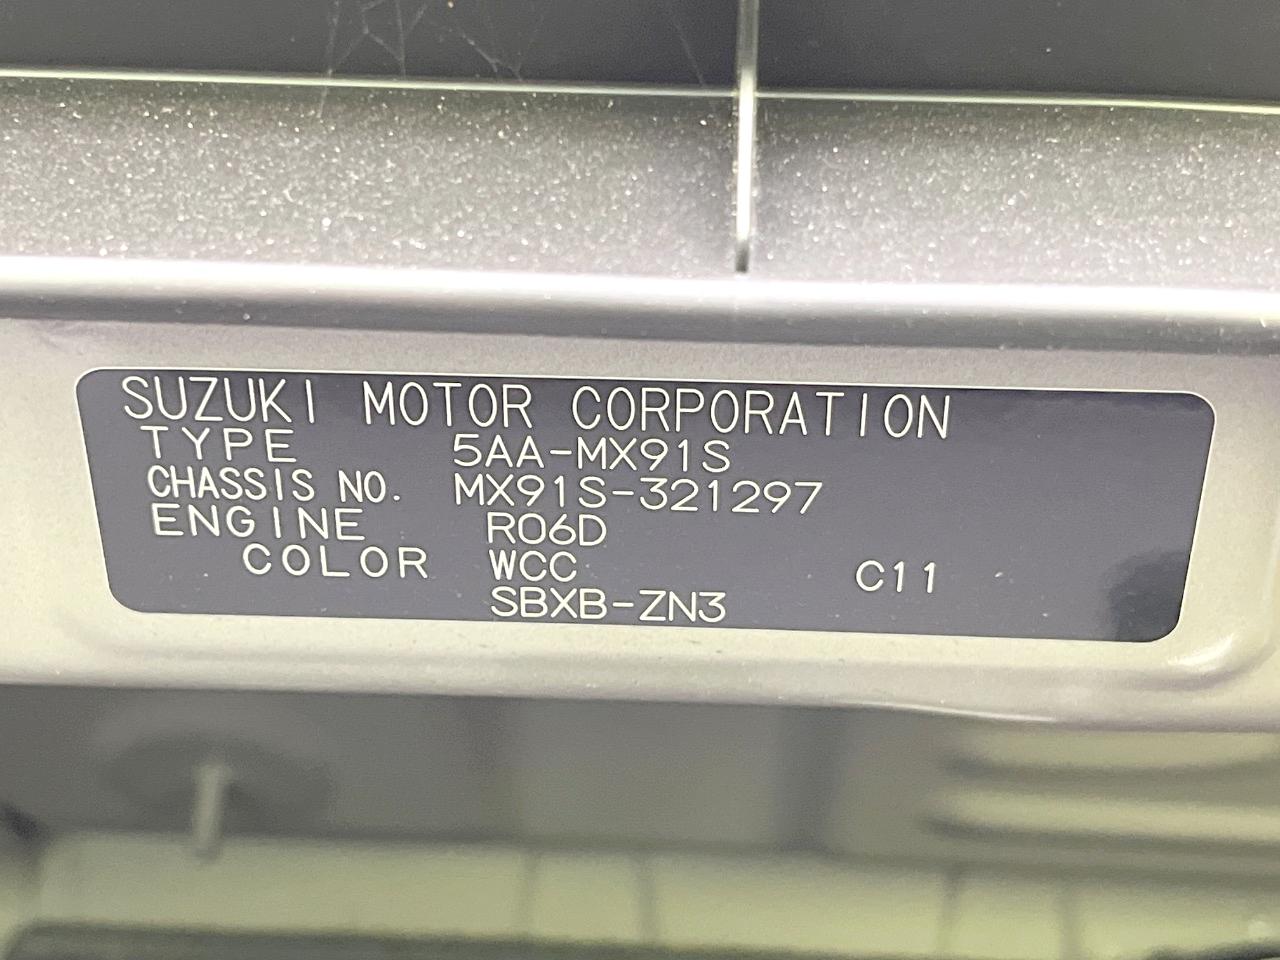 SUZUKI MOTOR CORPORATION
TYPE 5AA-MX91S
CHASSIS NO. MX91S-321297
ENGINE R06D
COLOR WCC C11
SBXB-ZN3